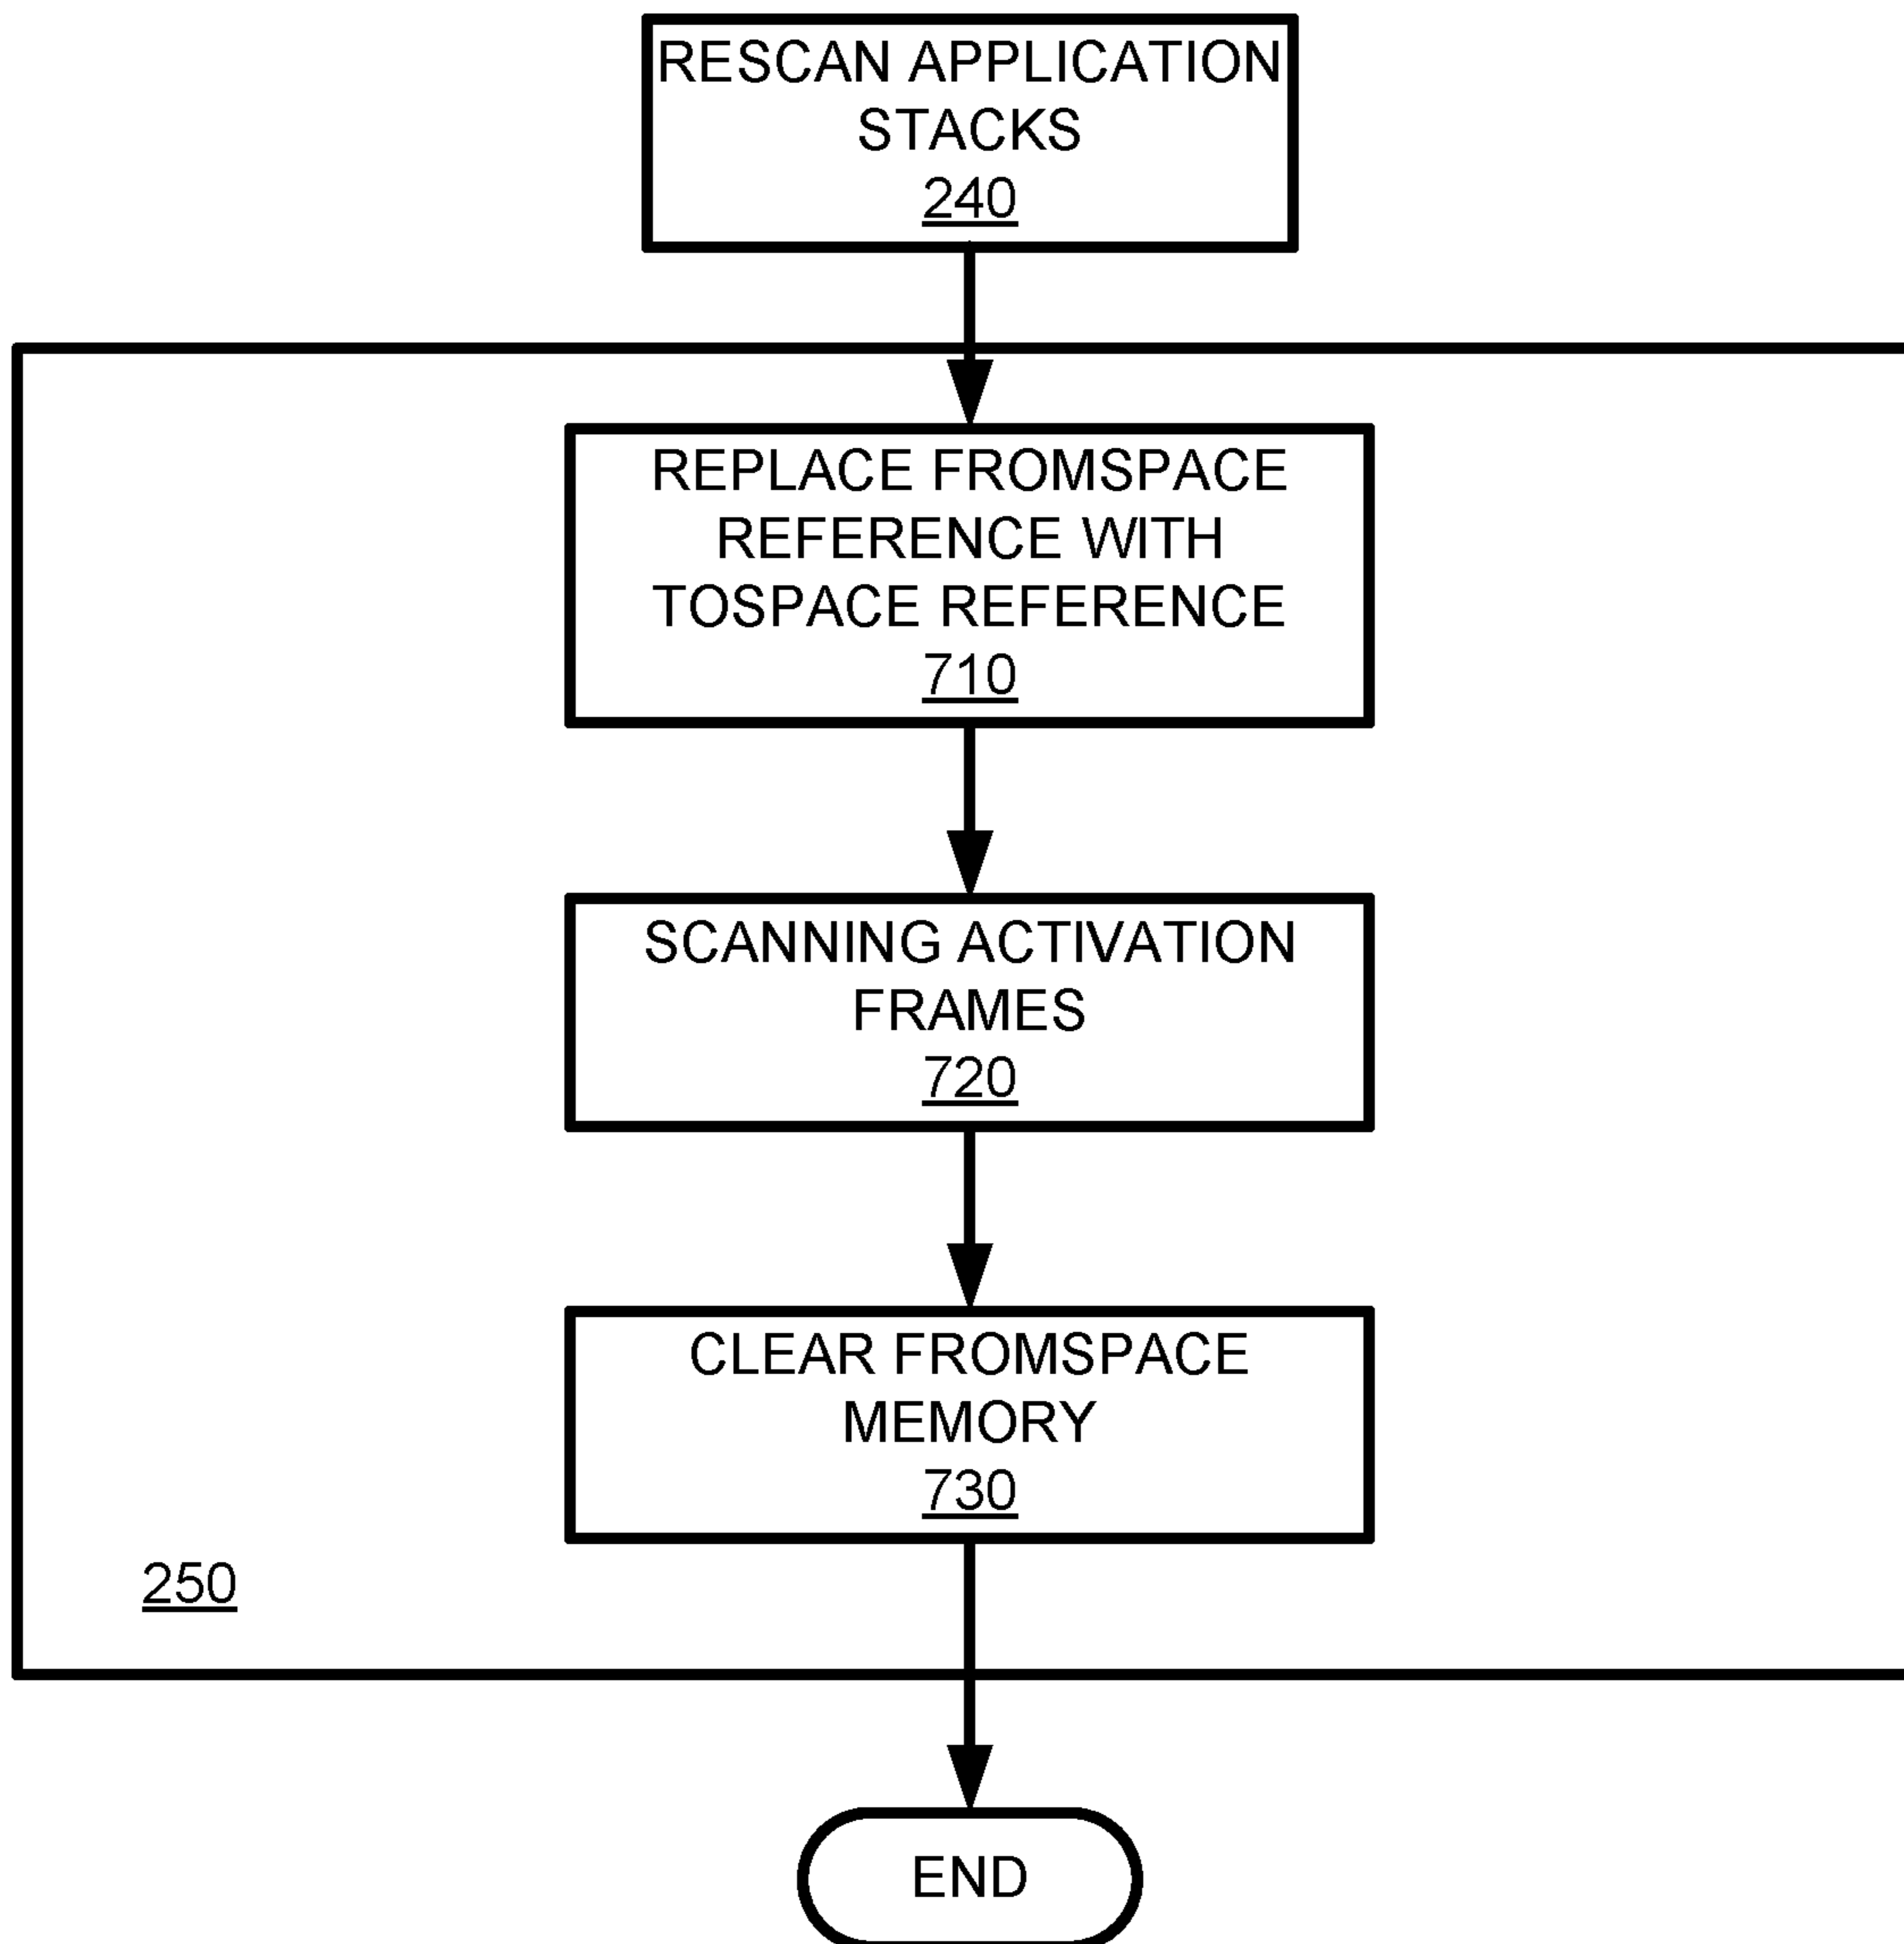 RESCAN APPLICATION
STACKS
240
REPLACE FROMSPACE
REFERENCE WITH
TOSPACE REFERENCE
710
SCANNING ACTIVATION
FRAMES
720
CLEAR FROMSPACE
MEMORY
730
250
END